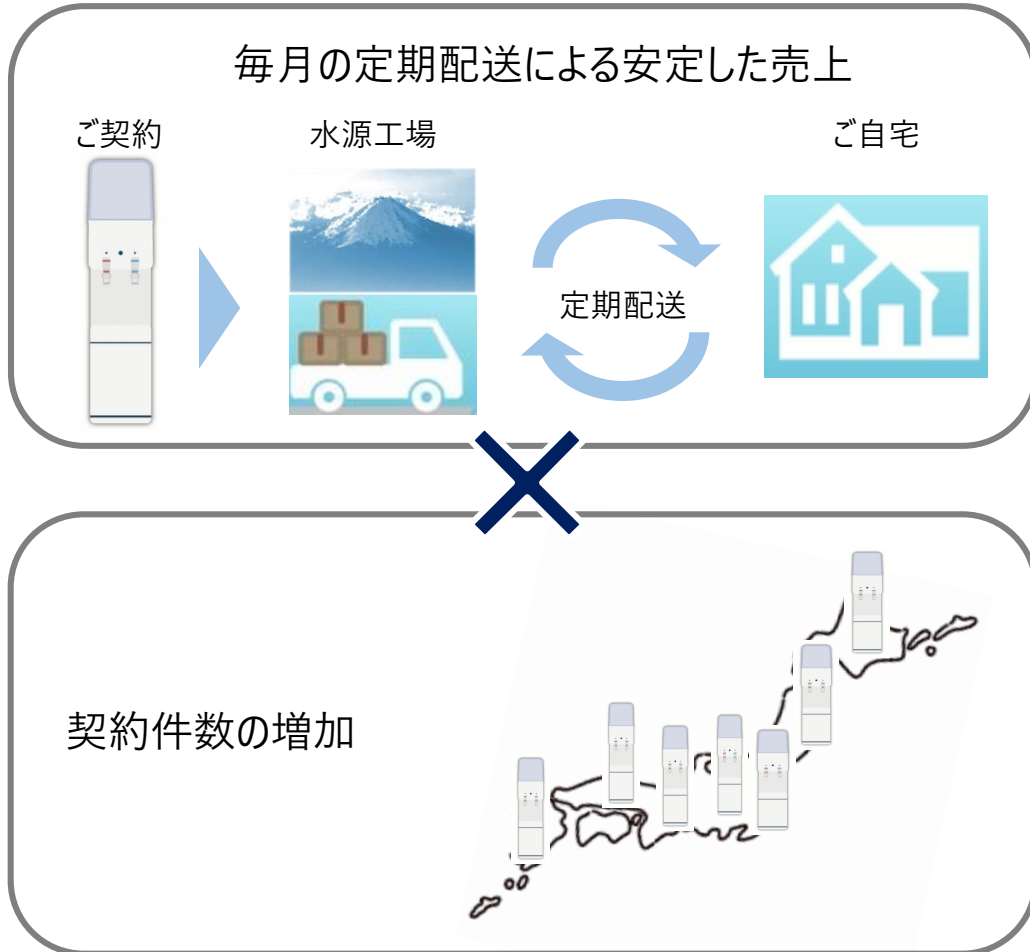 毎月の定期配送による安定した売上
ご契約
水源工場
ご自宅
定期配送
契約件数の増加